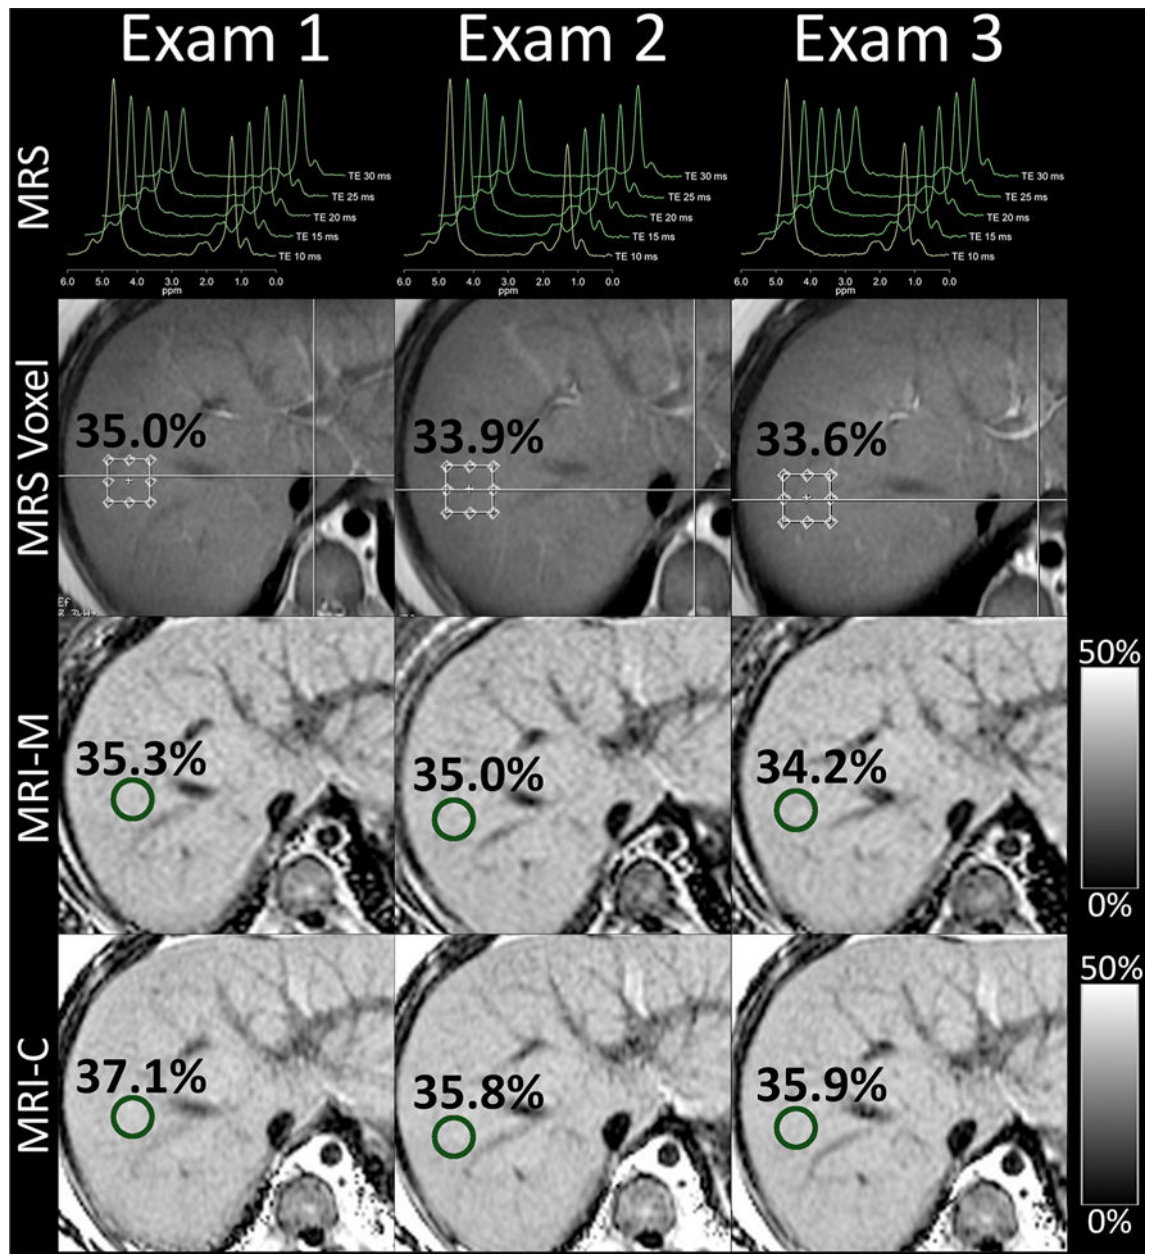 Exam 1 Exam 2 Exam 3
MRS
TE 30 ms TE 30 ms TE 30 ms
TE 25 ms TE 25 ms TE 25 ms
TE 20 ms TE 20 ms TE 20 ms
TE 15 ms TE 15 ms TE 15 ms
TE 10 ms TE 10 ms TE 10 ms
6.0 5.0 4.0 3.0 2.0 1.0 0.0 6.0 5.0 4.0 3.0 2.0 1.0 0.0 6.0 5.0 4.0 3.0 2.0 1.0 0.0
ppm ppm ppm
MRS Voxel
35.0% 33.9% 33.6%
MRI-M
35.3% 35.0% 34.2%
50%
0%
MRI-C
37.1% 35.8% 35.9%
50%
0%